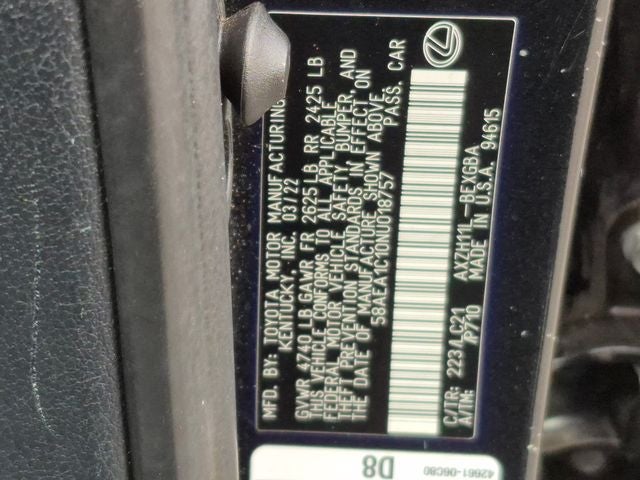 MFD. BY: TOYOTA MOTOR MANUFACTURING
KENTUCKY, INC. 03/22
GVWR 4740 LB GAWR FR 2625 LB RR 2425 LB
THIS VEHICLE CONFORMS TO ALL APPLICABLE
FEDERAL MOTOR VEHICLE SAFETY, BUMPER, AND
THEFT PREVENTION STANDARDS IN EFFECT ON
THE DATE OF MANUFACTURE SHOWN ABOVE.
58AEA1C10NU018757 PASS. CAR
C/TR: 223/LC21 AXZH11L-BEXGBA
A/TM: /P710 MADE IN U.S.A. 94615
D8
42661-06C80